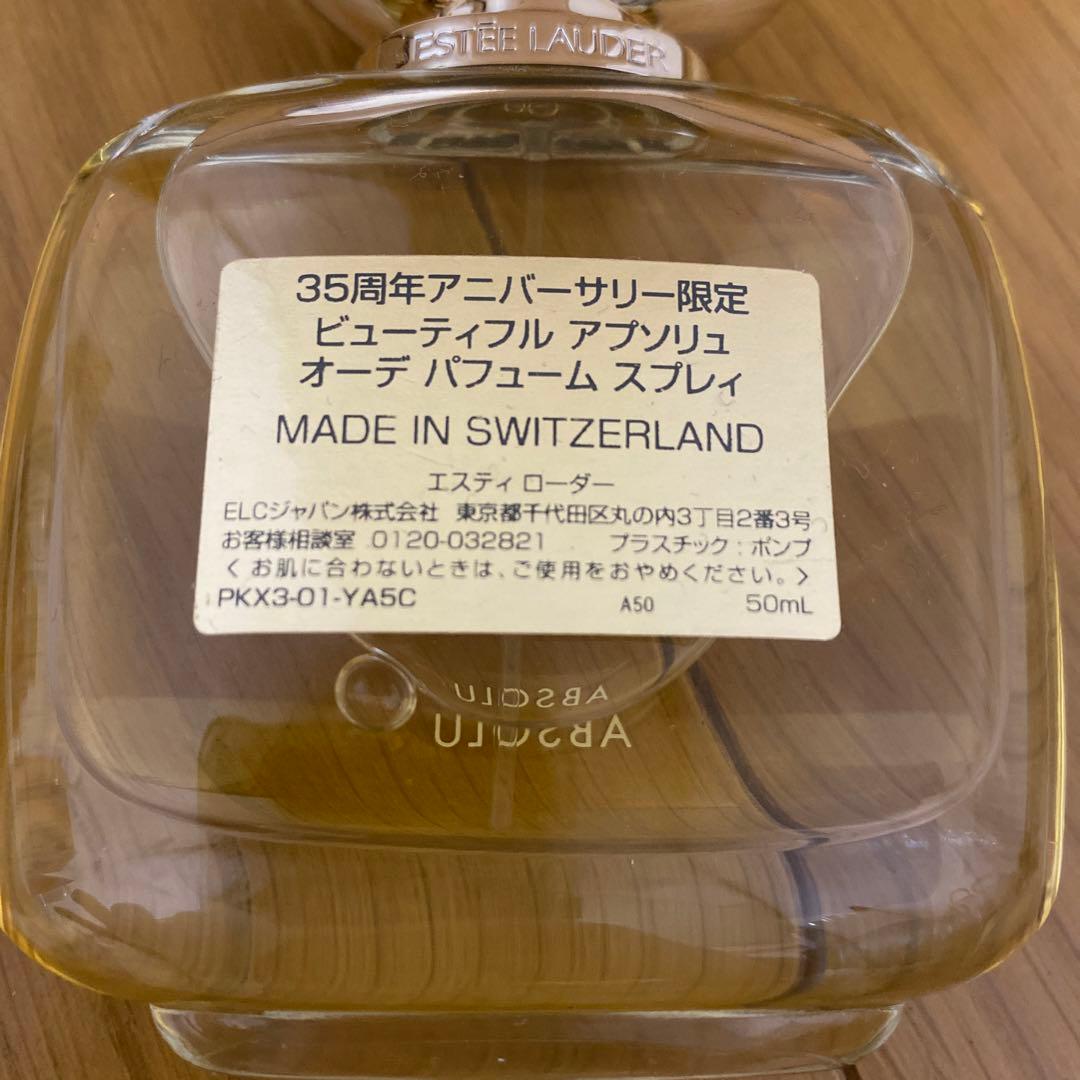 ESTĒE LAUDER
35周年アニバーサリー限定
ビューティフル アプソリュ
オーデ パフューム スプレィ
MADE IN SWITZERLAND
エスティ ローダー
ELCジャパン株式会社 東京都千代田区丸の内3丁目2番3号
お客様相談室 0120-032821 プラスチック：ポンプ
< お肌に合わないときは、ご使用をおやめください。>
PKX3-01-YA5C A50 50mL
ABSOLU
ABSOLU